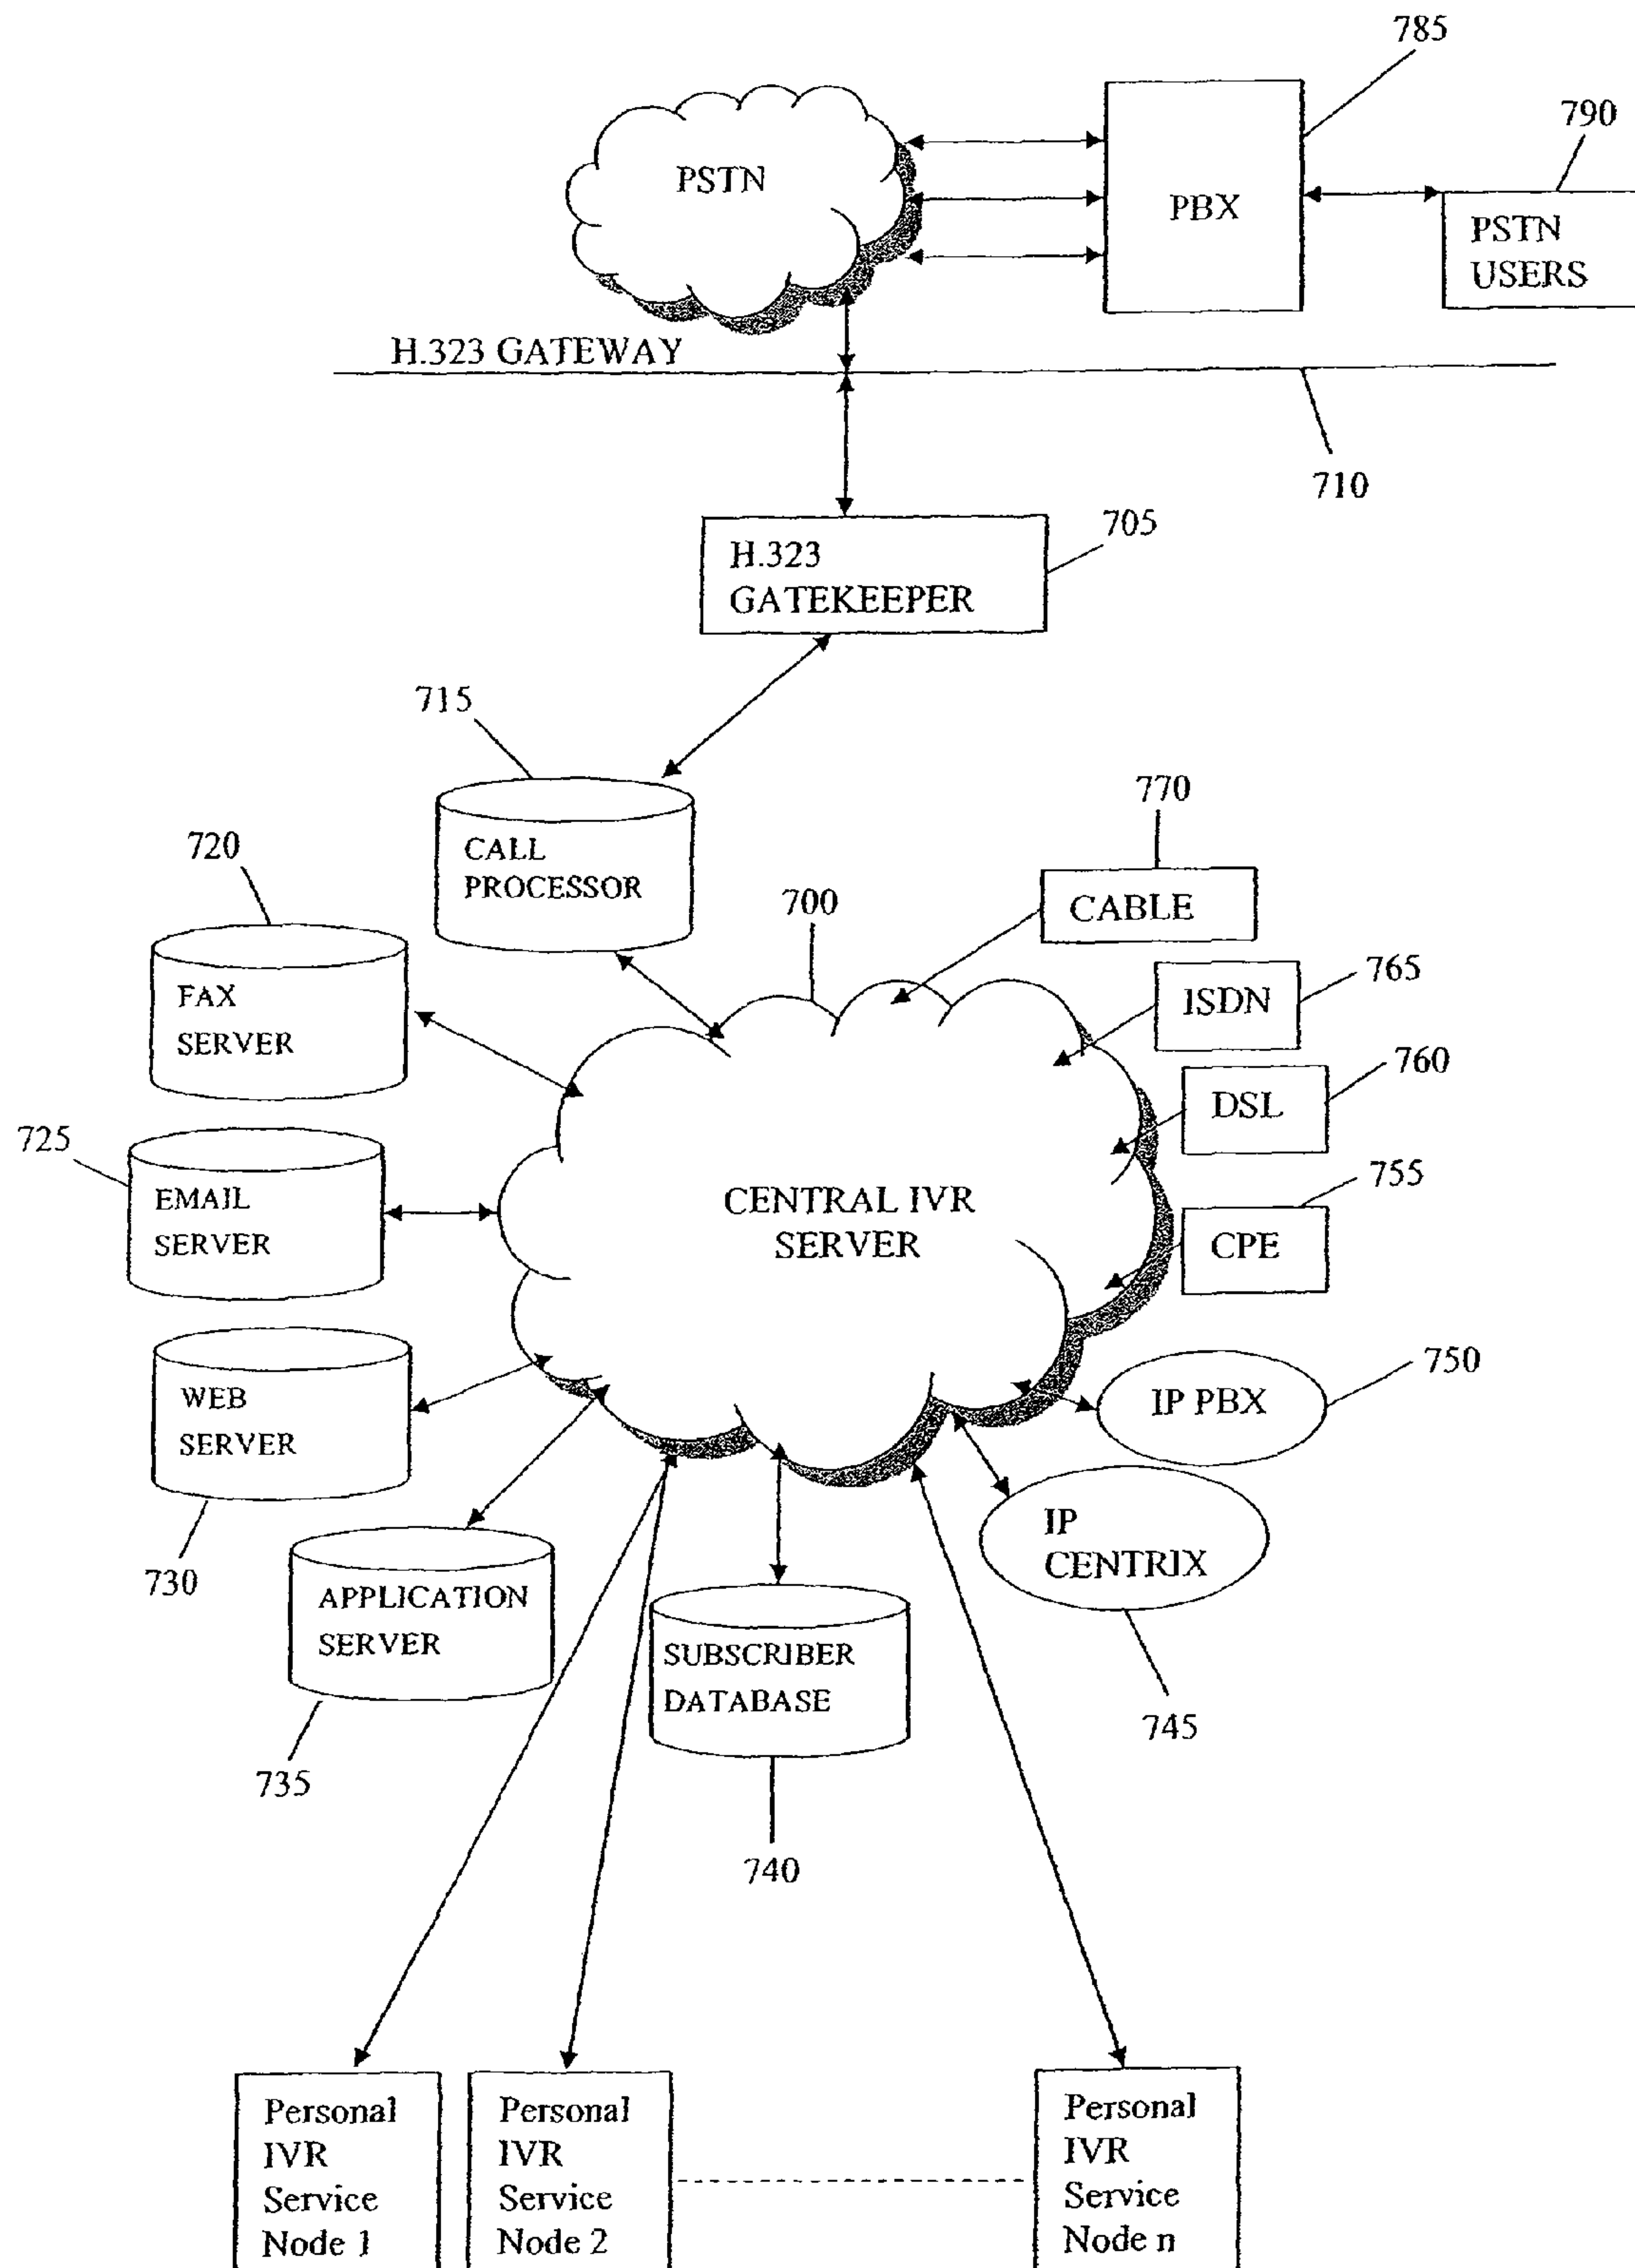 785
790
PSTN
PBX
PSTN
USERS
H.323 GATEWAY
710
705
H.323
GATEKEEPER
715
770
CALL
PROCESSOR
720
700
CABLE
765
FAX
SERVER
ISDN
760
DSL
725
EMAIL
SERVER
CENTRAL IVR
SERVER
755
CPE
750
WEB
SERVER
IP PBX
IP
CENTRIX
730
APPLICATION
SERVER
SUBSCRIBER
DATABASE
745
735
740
Personal
IVR
Service
Node 1
Personal
IVR
Service
Node 2
Personal
IVR
Service
Node n